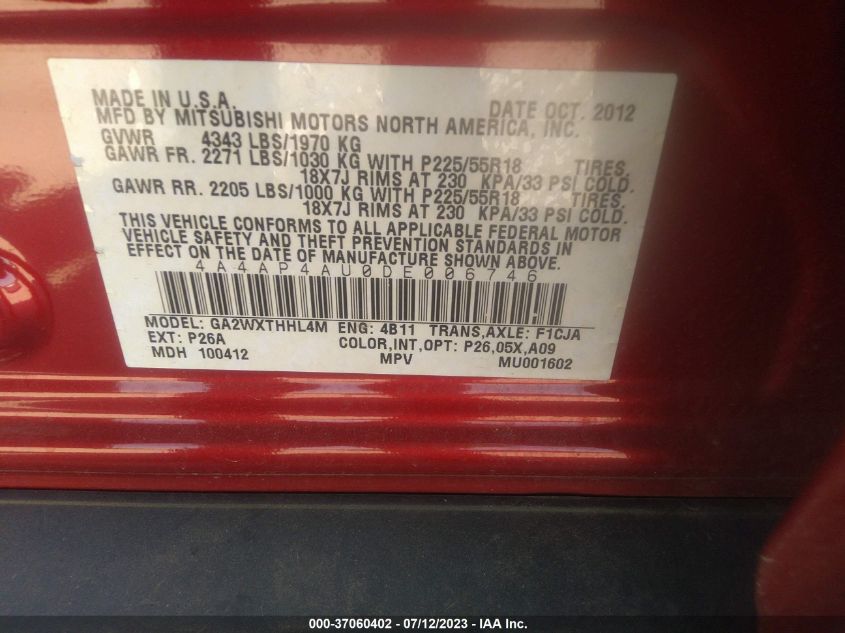 MADE IN U.S.A. DATE OCT. 2012
MFD BY MITSUBISHI MOTORS NORTH AMERICA, INC.
GVWR 4343 LBS/1970 KG
GAWR FR. 2271 LBS/1030 KG WITH P225/55R18 TIRES,
18X7J RIMS AT 230 KPA/33 PSI COLD.
GAWR RR. 2205 LBS/1000 KG WITH P225/55R18 TIRES,
18X7J RIMS AT 230 KPA/33 PSI COLD.
THIS VEHICLE CONFORMS TO ALL APPLICABLE FEDERAL MOTOR
VEHICLE SAFETY AND THEFT PREVENTION STANDARDS IN
EFFECT ON THE DATE OF MANUFACTURE SHOWN ABOVE.
4A4AP4AU0DE006746
MODEL: GA2WXTHHL4M ENG: 4B11 TRANS,AXLE: F1CJA
EXT: P26A COLOR,INT,OPT: P26,05X,A09
MDH 100412 MPV MU001602
000-37060402 - 07/12/2023 - IAA, Inc.